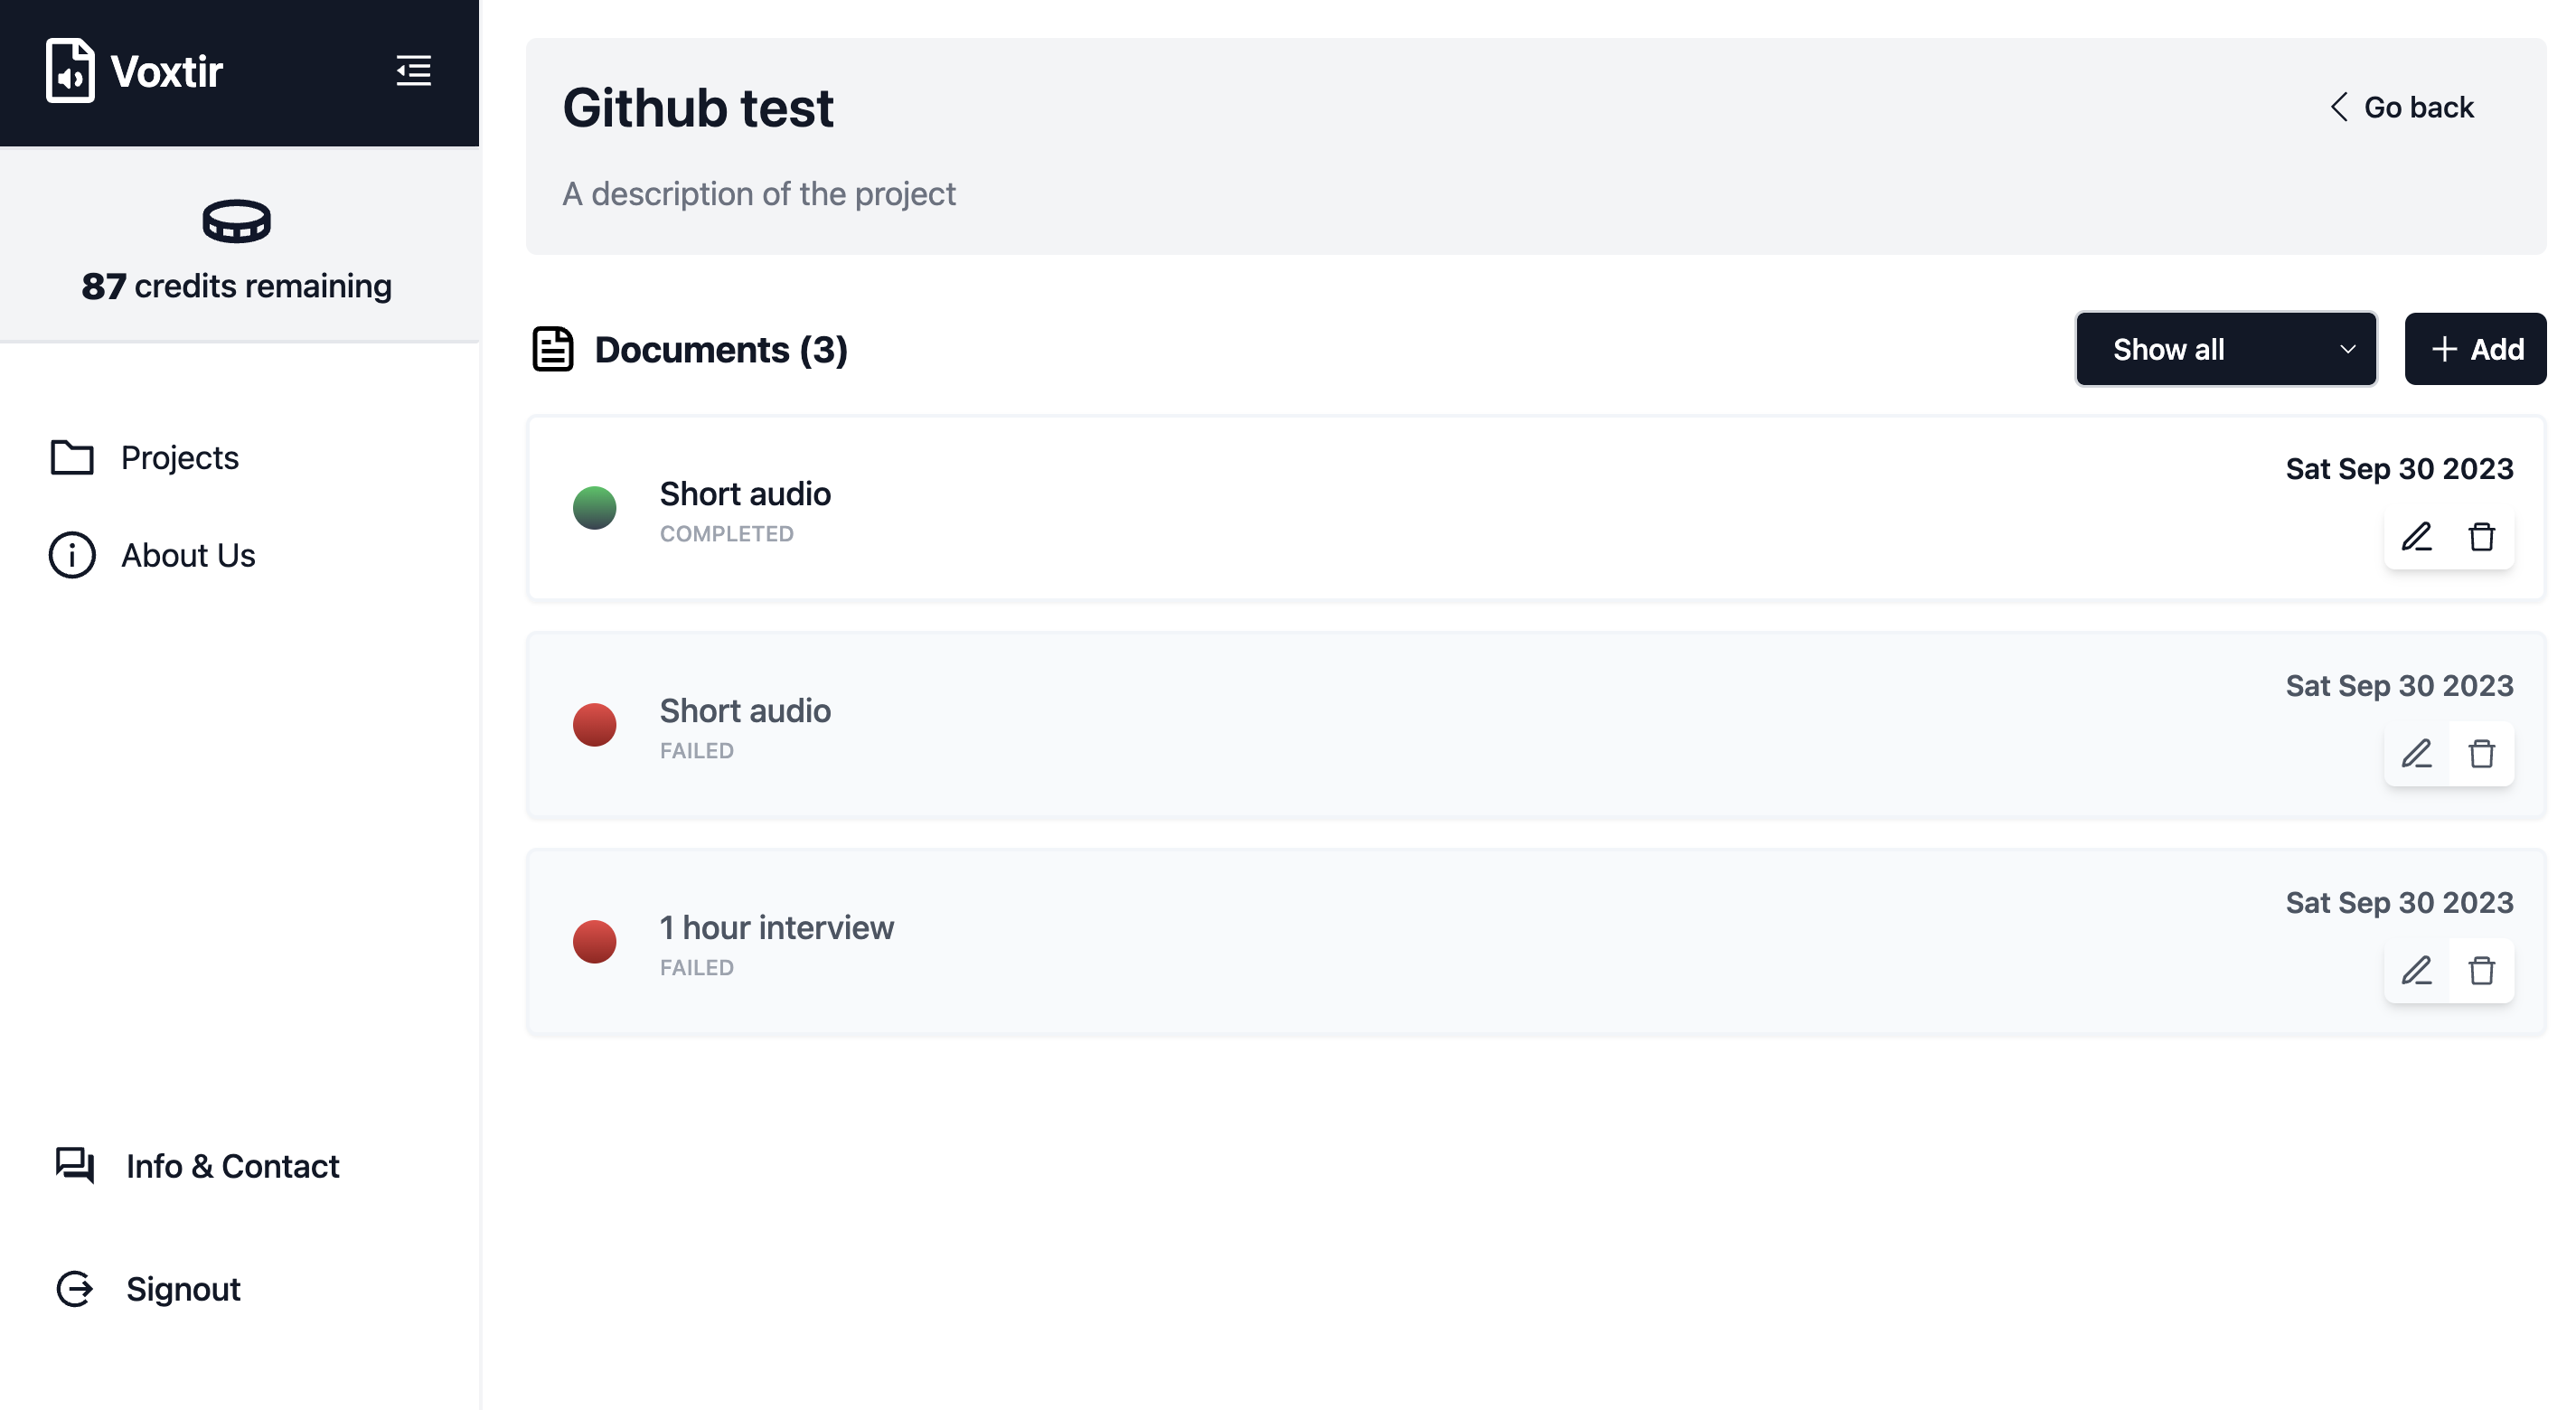 Voxtir
87 credits remaining
Projects
About Us
Info & Contact
Signout
Github test
Go back
A description of the project
Documents (3)
Show all
Add
Short audio
COMPLETED
Sat Sep 30 2023
Short audio
FAILED
Sat Sep 30 2023
1 hour interview
FAILED
Sat Sep 30 2023